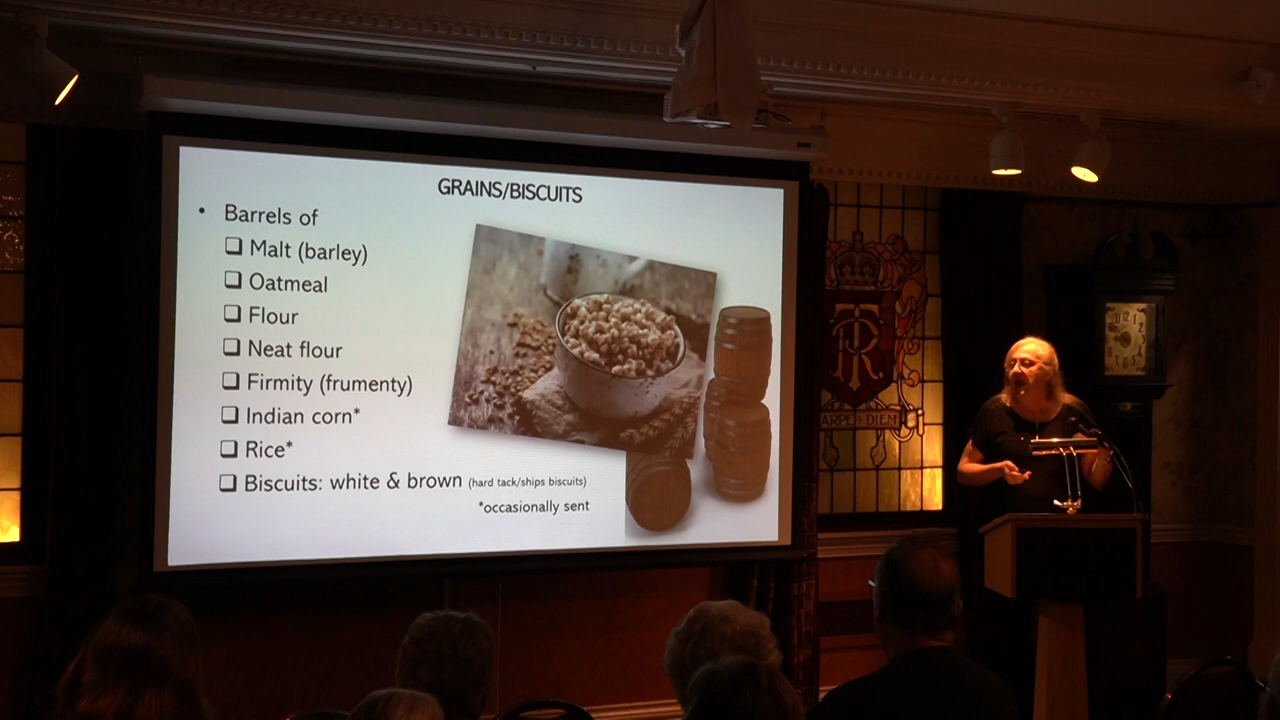 GRAINS/BISCUITS
• Barrels of
❑ Malt (barley)
❑ Oatmeal
❑ Flour
❑ Neat flour
❑ Firmity (frumenty)
❑ Indian corn*
❑ Rice*
❑ Biscuits: white & brown (hard tack/ships biscuits)
*occasionally sent
ARPE DIEM